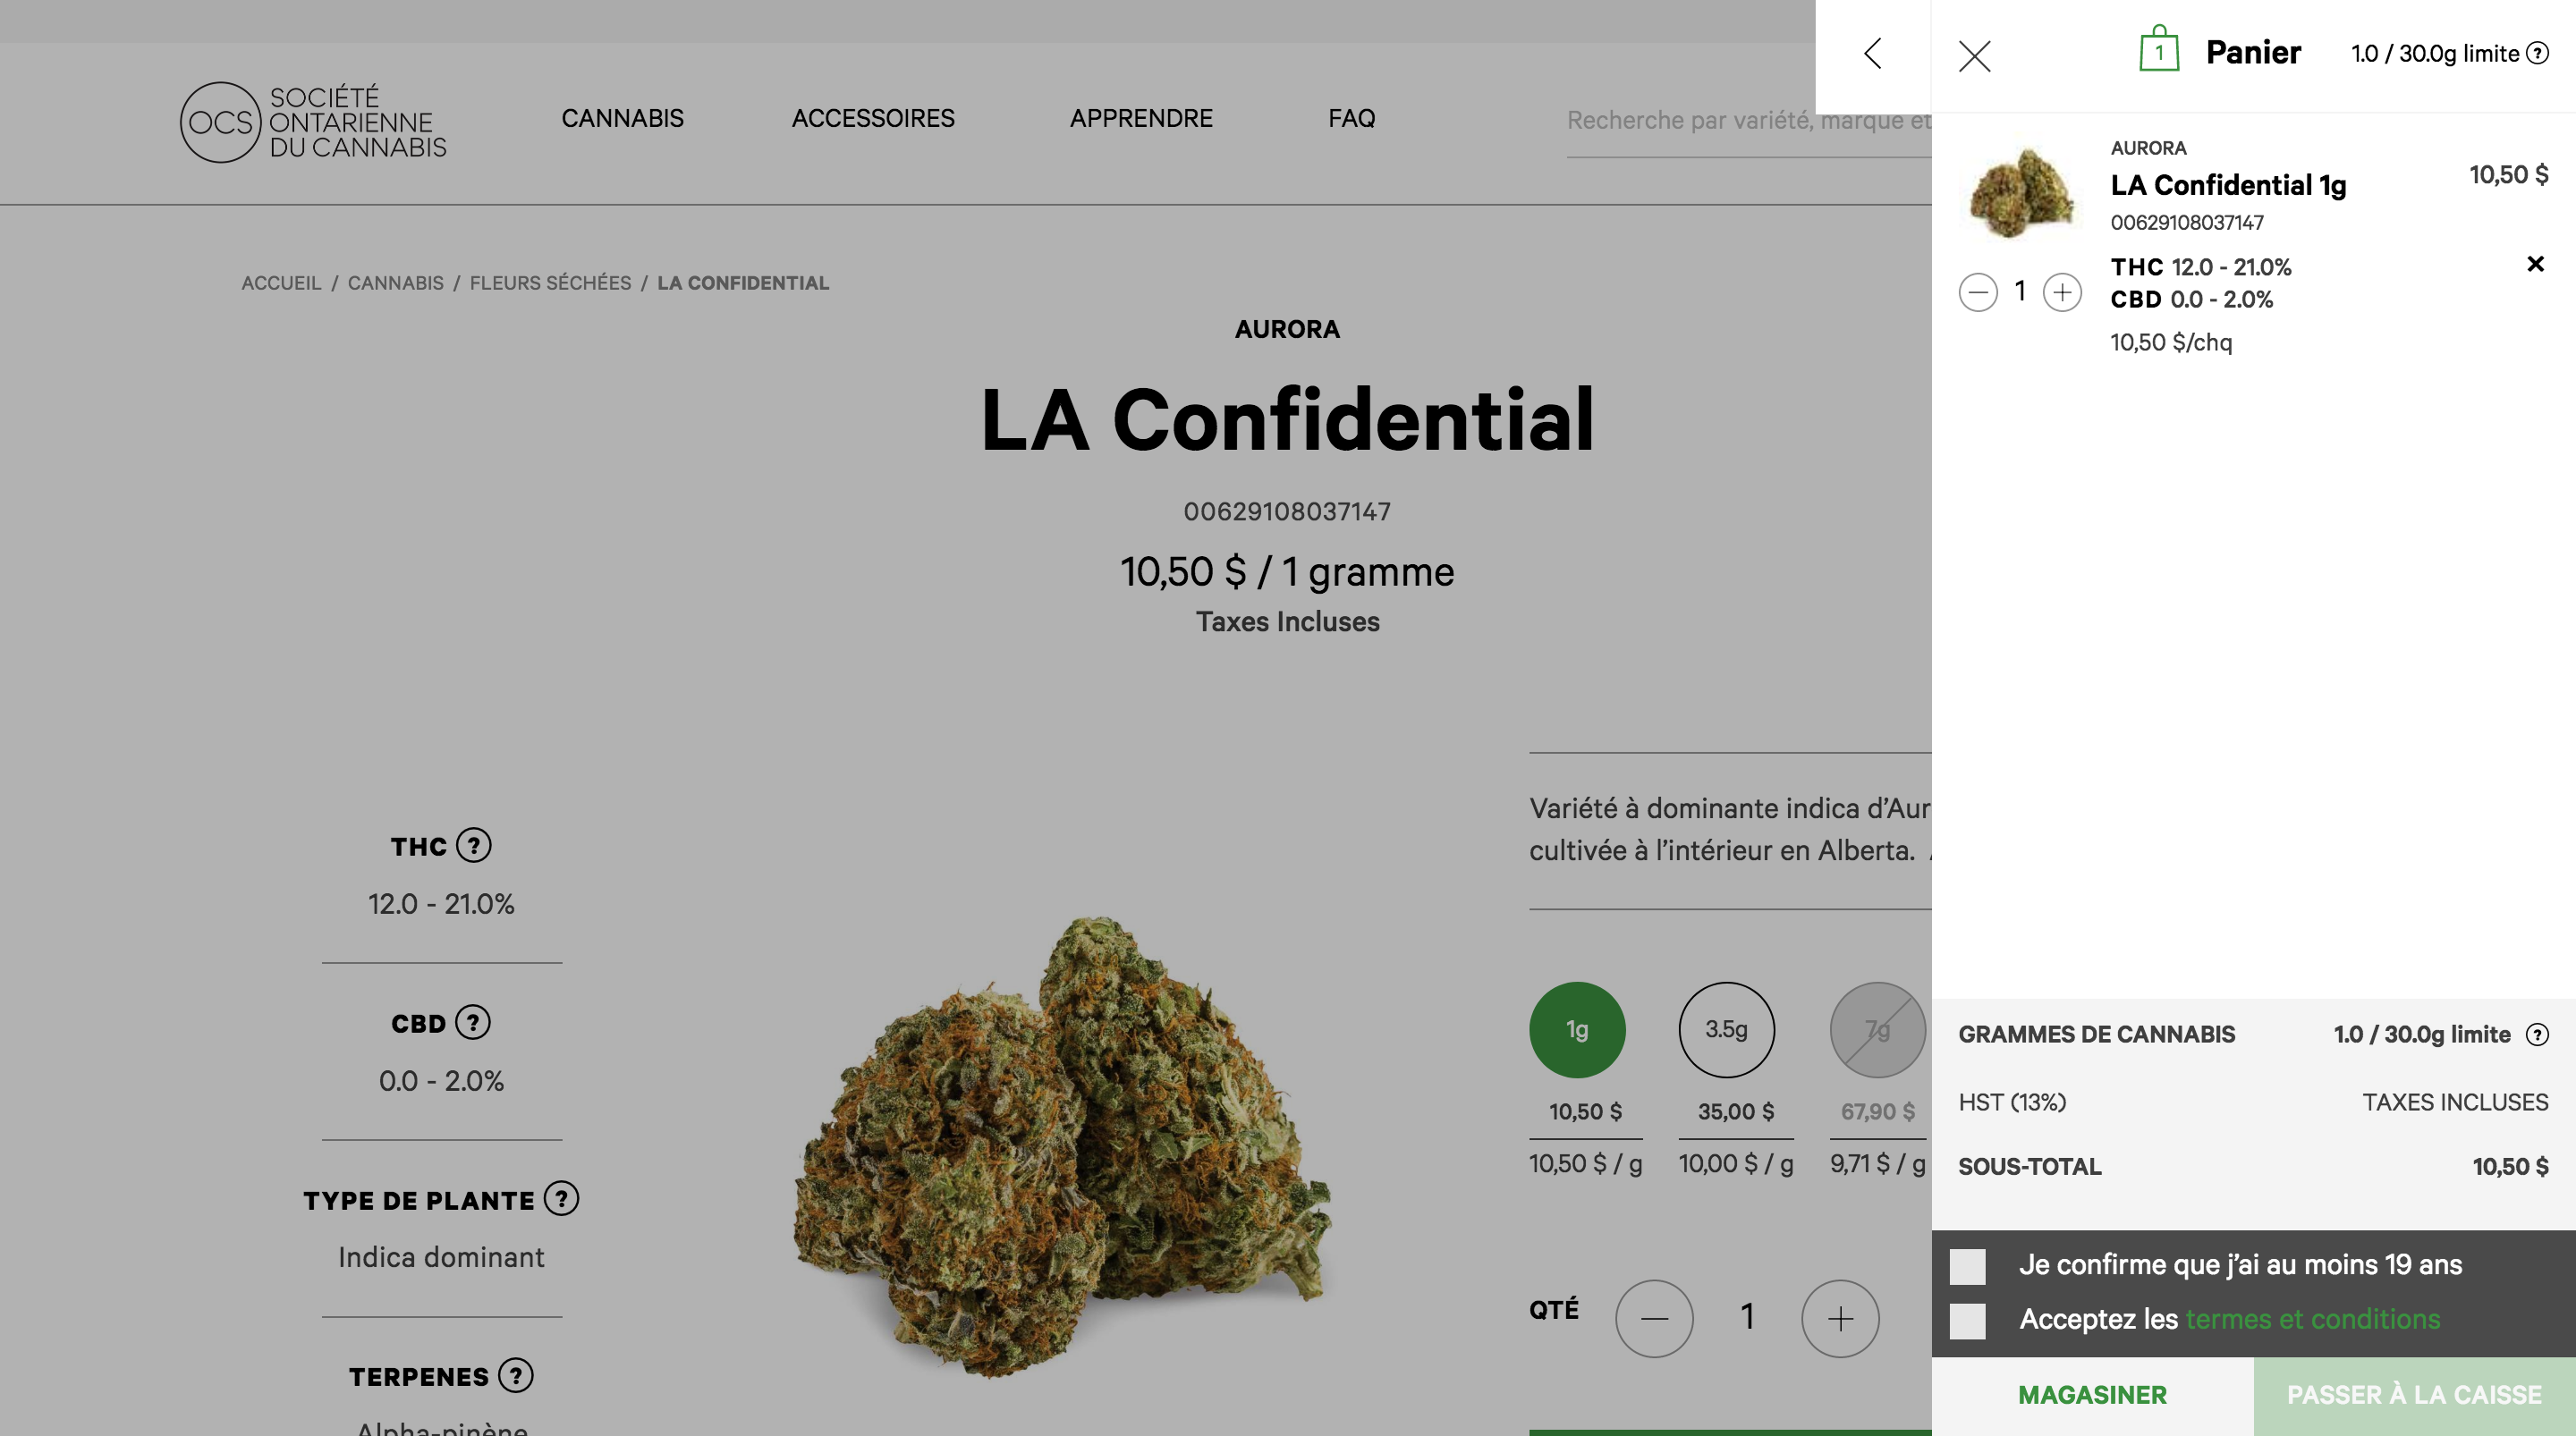 OCS
SOCIÉTÉ
ONTARIENNE
DU CANNABIS
CANNABIS
ACCESSOIRES
APPRENDRE
FAQ
Recherche par variété, marque et
ACCUEIL / CANNABIS / FLEURS SÉCHÉES / LA CONFIDENTIAL
AURORA
LA Confidential
00629108037147
10,50 $ / 1 gramme
Taxes Incluses
THC ?
12.0 - 21.0%
CBD ?
0.0 - 2.0%
TYPE DE PLANTE ?
Indica dominant
TERPENES ?
Alpha-pinène
Variété à dominante indica d’Aur
cultivée à l’intérieur en Alberta.
1g
3.5g
7g
10,50 $
35,00 $
67,90 $
10,50 $ / g
10,00 $ / g
9,71 $ / g
QTÉ
1
1
Panier
1.0 / 30.0g limite ?
AURORA
LA Confidential 1g
10,50 $
00629108037147
THC 12.0 - 21.0%
CBD 0.0 - 2.0%
1
10,50 $/chq
GRAMMES DE CANNABIS
1.0 / 30.0g limite ?
HST (13%)
TAXES INCLUSES
SOUS-TOTAL
10,50 $
Je confirme que j’ai au moins 19 ans
Acceptez les termes et conditions
MAGASINER
PASSER À LA CAISSE